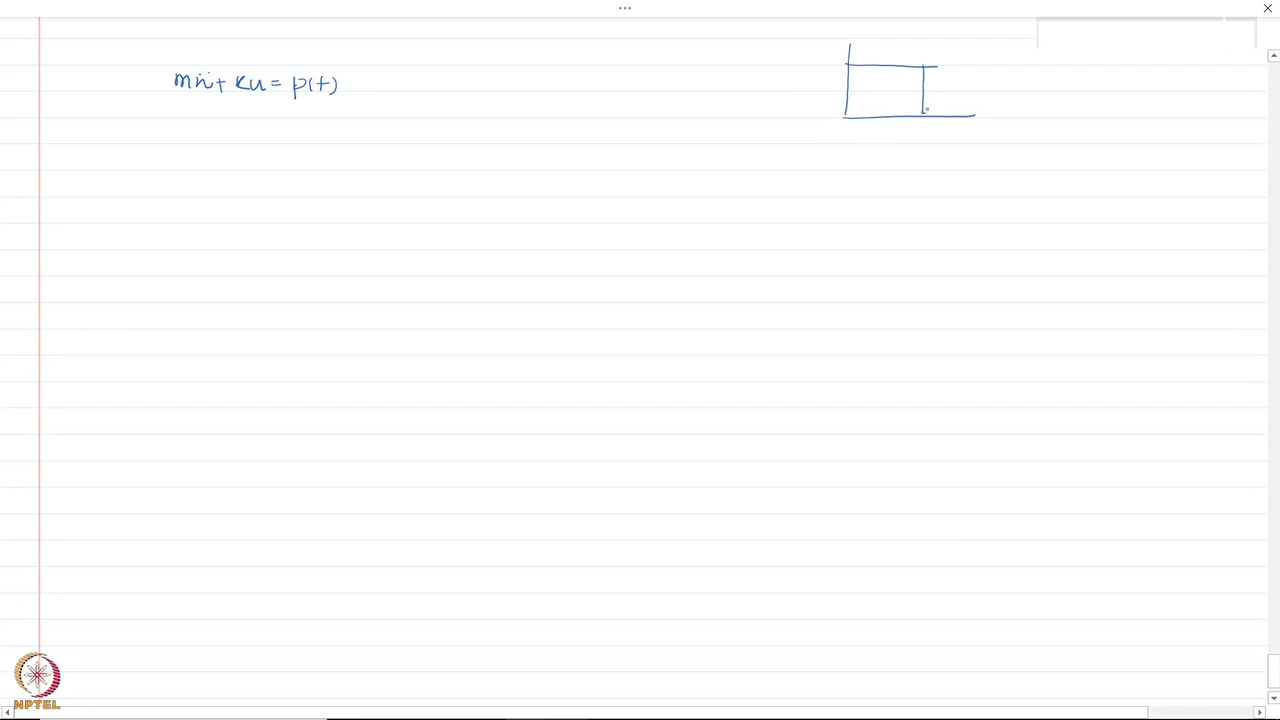 mü + ku = p(t)
NPTEL